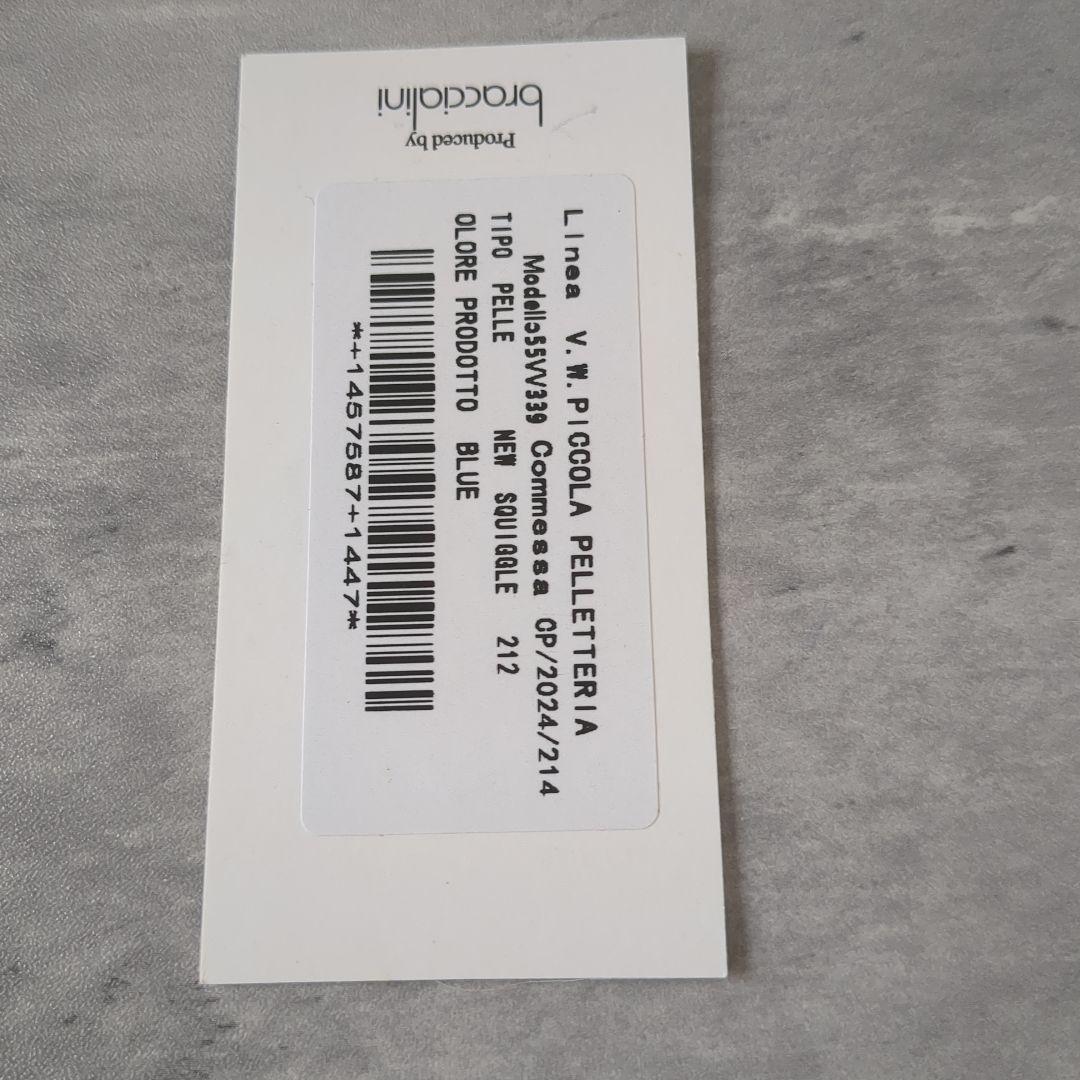 Produced by
braccialini
Linea V.W.PICCOLA PELLETTERIA
Modello55VV339 Commessa CP/2024/214
TIPO PELLE NEW SQUIGGLE 212
OLORE PRODOTTO BLUE
*+1457587+1447*